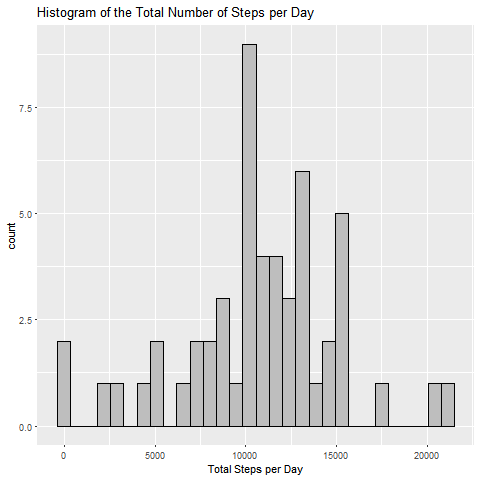 Histogram of the Total Number of Steps per Day
count
7.5
5.0
2.5
0.0
0 5000 10000 15000 20000
Total Steps per Day